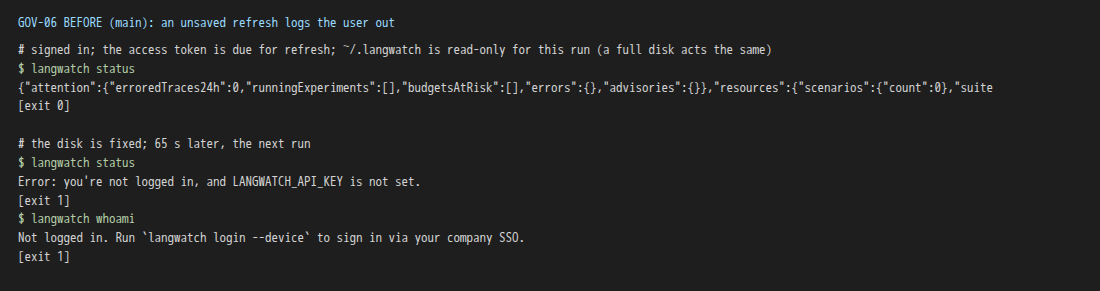 GOV-06 BEFORE (main): an unsaved refresh logs the user out
# signed in; the access token is due for refresh; ~/.langwatch is read-only for this run (a full disk acts the same)
$ langwatch status
{"attention":{"erroredTraces24h":0,"runningExperiments":[],"budgetsAtRisk":[],"errors":{},"advisories":{}},"resources":{"scenarios":{"count":0},"suite
[exit 0]
# the disk is fixed; 65 s later, the next run
$ langwatch status
Error: you're not logged in, and LANGWATCH_API_KEY is not set.
[exit 1]
$ langwatch whoami
Not logged in. Run `langwatch login --device` to sign in via your company SSO.
[exit 1]